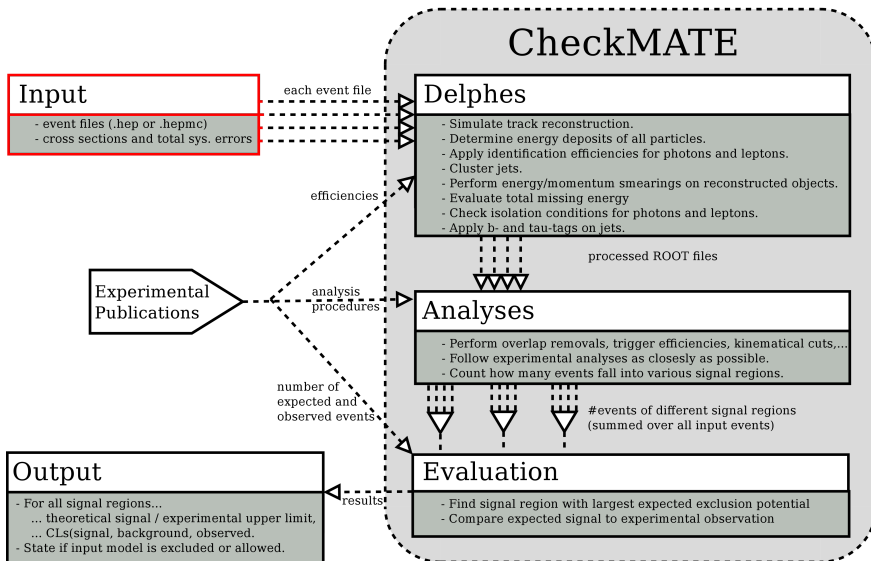 CheckMATE
Input
- event files (.hep or .hepmc)
- cross sections and total sys. errors
each event file
Delphes
- Simulate track reconstruction.
- Determine energy deposits of all particles.
- Apply identification efficiencies for photons and leptons.
- Cluster jets.
- Perform energy/momentum smearings on reconstructed objects.
- Evaluate total missing energy
- Check isolation conditions for photons and leptons.
- Apply b- and tau-tags on jets.
efficiencies
processed ROOT files
Experimental
Publications
analysis
procedures
Analyses
- Perform overlap removals, trigger efficiencies, kinematical cuts,...
- Follow experimental analyses as closesly as possible.
- Count how many events fall into various signal regions.
number of
expected and
observed events
#events of different signal regions
(summed over all input events)
Evaluation
- Find signal region with largest expected exclusion potential
- Compare expected signal to experimental observation
results
Output
- For all signal regions...
... theoretical signal / experimental upper limit,
... CLs(signal, background, observed.
- State if input model is excluded or allowed.